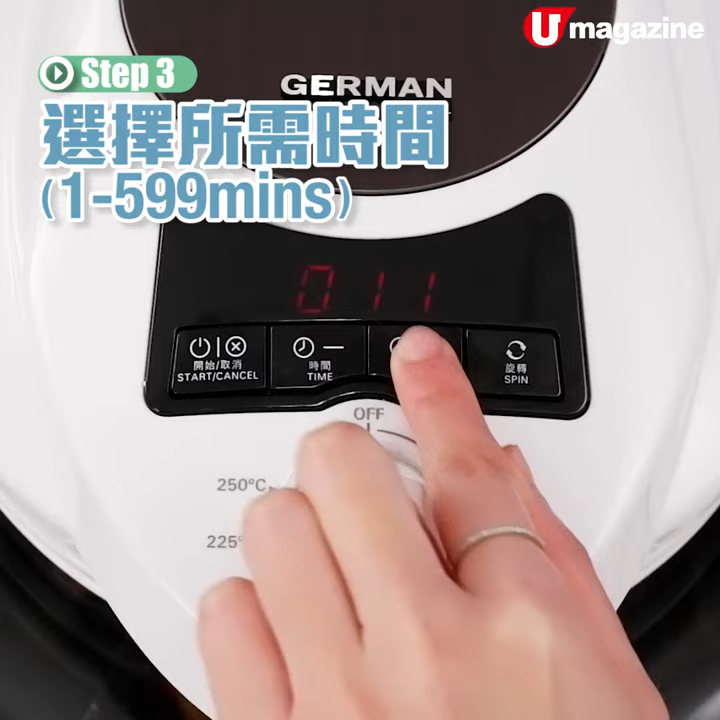 U magazine
Step 3
GERMAN
選擇所需時間
(1-599mins)
011
開始/取消
START/CANCEL
時間
TIME
旋轉
SPIN
OFF
250°C
225°